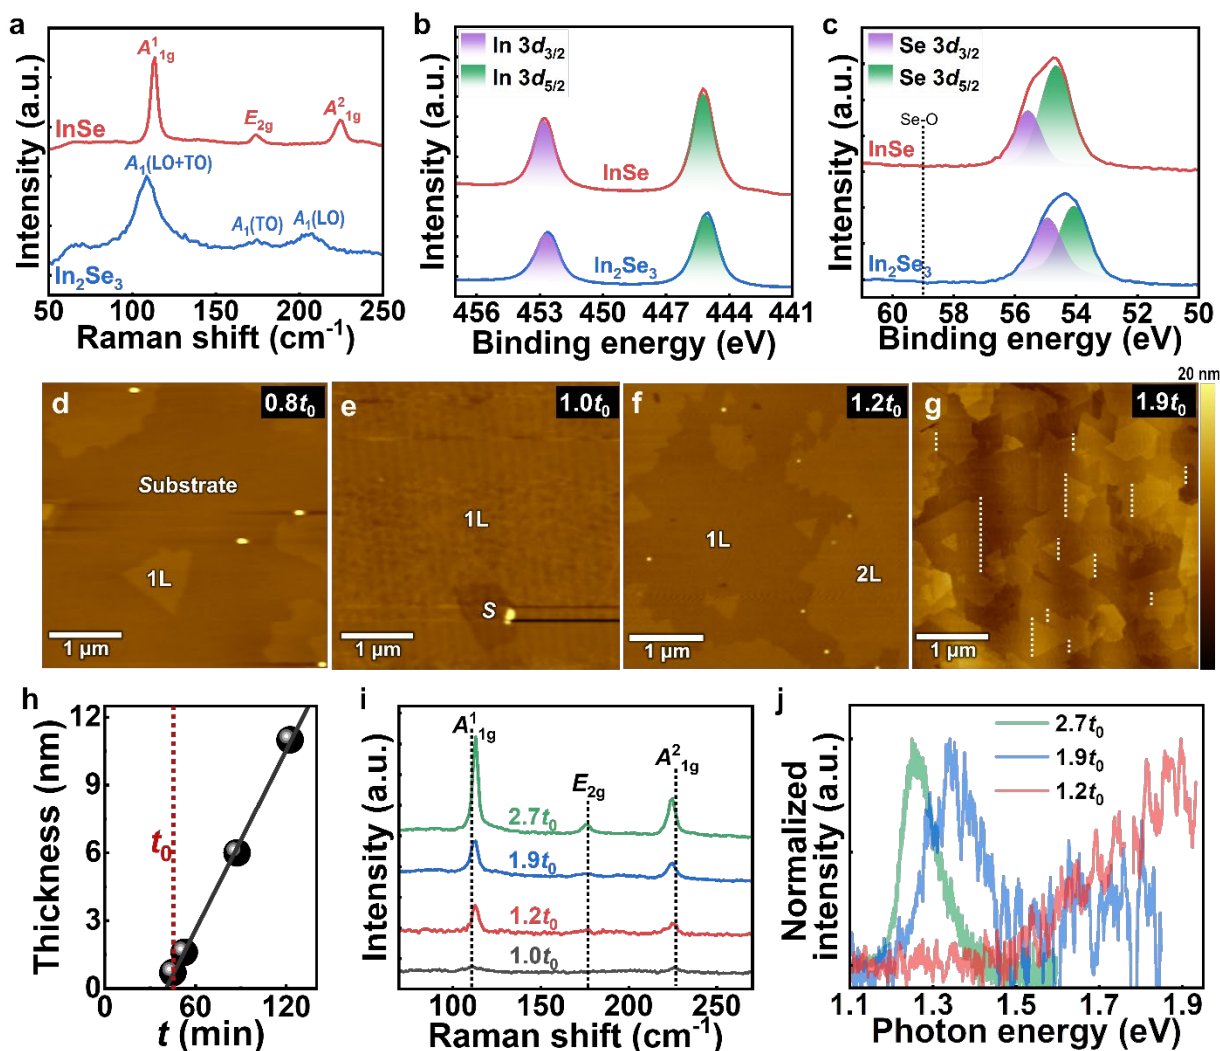 a
Intensity (a.u.)
A¹₁g
E₂g
A²₁g
InSe
A₁(LO+TO)
A₁(TO)
A₁(LO)
In₂Se₃
50 100 150 200 250
Raman shift (cm⁻¹)
b
Intensity (a.u.)
In 3d₃/₂
In 3d₅/₂
InSe
In₂Se₃
456 453 450 447 444 441
Binding energy (eV)
c
Intensity (a.u.)
Se 3d₃/₂
Se 3d₅/₂
Se-O
InSe
In₂Se₃
60 58 56 54 52 50
Binding energy (eV)
d
0.8t₀
Substrate
1L
1 µm
e
1.0t₀
1L
S
1 µm
f
1.2t₀
1L
2L
1 µm
g
1.9t₀
1 µm
20 nm
0
h
Thickness (nm)
12
9
6
3
0
t₀
60 120
t (min)
i
Intensity (a.u.)
A¹₁g
E₂g
A²₁g
2.7t₀
1.9t₀
1.2t₀
1.0t₀
100 150 200 250
Raman shift (cm⁻¹)
j
Normalized
intensity (a.u.)
2.7t₀
1.9t₀
1.2t₀
1.1 1.3 1.5 1.7 1.9
Photon energy (eV)